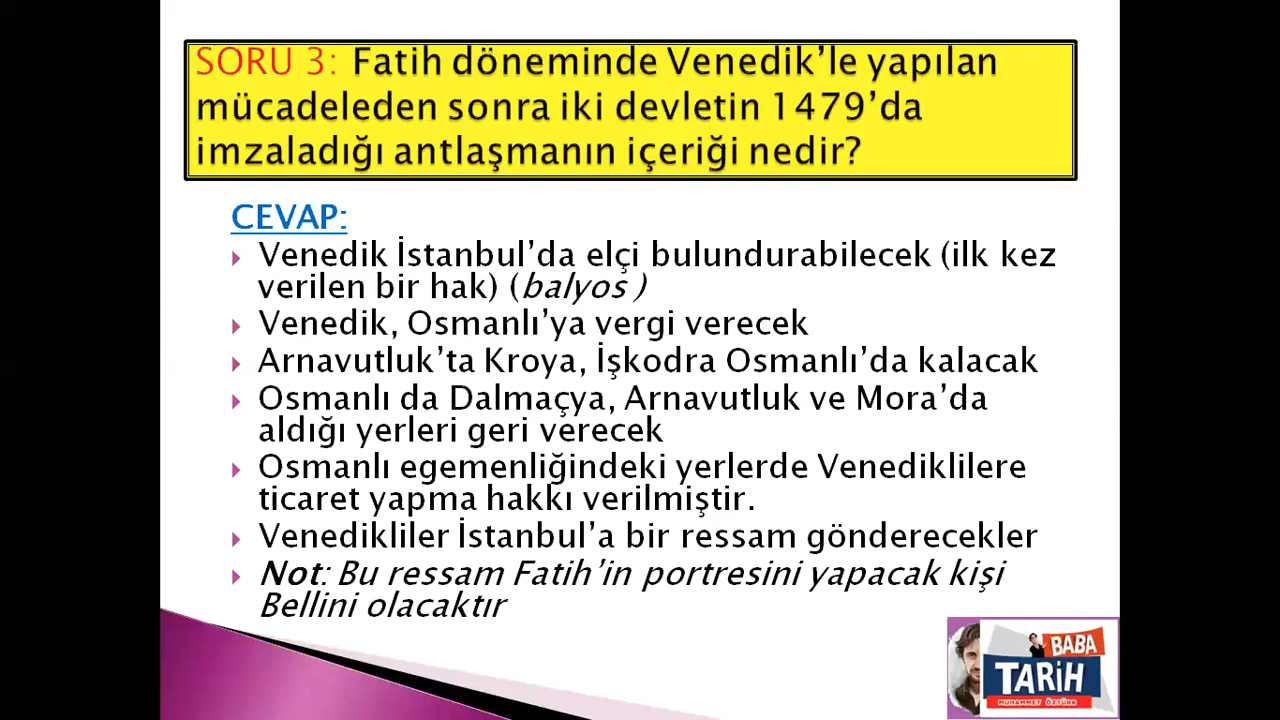 SORU 3: Fatih döneminde Venedik’le yapılan
mücadeleden sonra iki devletin 1479’da
imzaladığı antlaşmanın içeriği nedir?
CEVAP:
Venedik İstanbul’da elçi bulundurabilecek (ilk kez
verilen bir hak) (balyos )
Venedik, Osmanlı’ya vergi verecek
Arnavutluk’ta Kroya, İşkodra Osmanlı’da kalacak
Osmanlı da Dalmaçya, Arnavutluk ve Mora’da
aldığı yerleri geri verecek
Osmanlı egemenliğindeki yerlerde Venediklilere
ticaret yapma hakkı verilmiştir.
Venedikliler İstanbul’a bir ressam gönderecekler
Not: Bu ressam Fatih’in portresini yapacak kişi
Bellini olacaktır
BABA
TARİH
MUHAMMET ÖZTÜRK